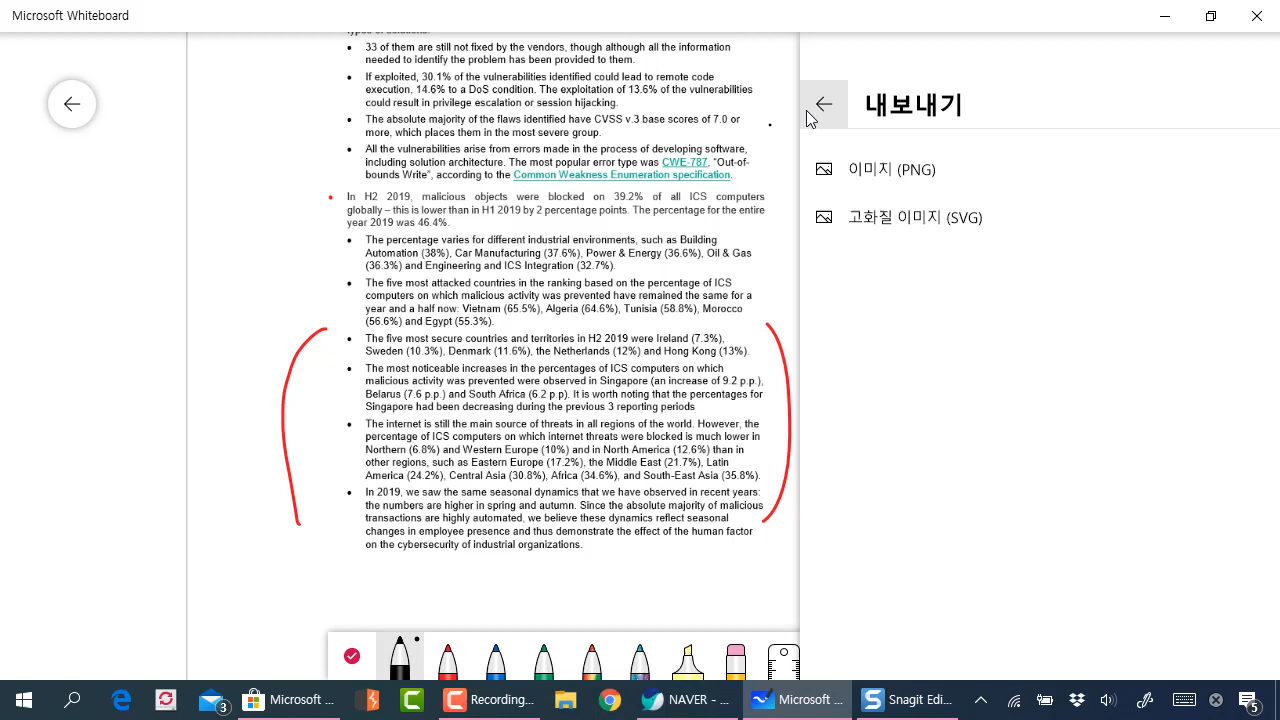 Microsoft Whiteboard
types of solutions.
33 of them are still not fixed by the vendors, though although all the information
needed to identify the problem has been provided to them.
If exploited, 30.1% of the vulnerabilities identified could lead to remote code
execution, 14.6% to a DoS condition. The exploitation of 13.6% of the vulnerabilities
could result in privilege escalation or session hijacking.
The absolute majority of the flaws identified have CVSS v.3 base scores of 7.0 or
more, which places them in the most severe group.
All the vulnerabilities arise from errors made in the process of developing software,
including solution architecture. The most popular error type was CWE-787, "Out-of-
bounds Write", according to the Common Weakness Enumeration specification.
In H2 2019, malicious objects were blocked on 39.2% of all ICS computers
globally – this is lower than in H1 2019 by 2 percentage points. The percentage for the entire
year 2019 was 46.4%.
The percentage varies for different industrial environments, such as Building
Automation (38%), Car Manufacturing (37.6%), Power & Energy (36.6%), Oil & Gas
(36.3%) and Engineering and ICS Integration (32.7%).
The five most attacked countries in the ranking based on the percentage of ICS
computers on which malicious activity was prevented have remained the same for a
year and a half now: Vietnam (65.5%), Algeria (64.6%), Tunisia (58.8%), Morocco
(56.6%) and Egypt (55.3%).
The five most secure countries and territories in H2 2019 were Ireland (7.3%),
Sweden (10.3%), Denmark (11.6%), the Netherlands (12%) and Hong Kong (13%).
The most noticeable increases in the percentages of ICS computers on which
malicious activity was prevented were observed in Singapore (an increase of 9.2 p.p.),
Belarus (7.6 p.p.) and South Africa (6.2 p.p). It is worth noting that the percentages for
Singapore had been decreasing during the previous 3 reporting periods
The internet is still the main source of threats in all regions of the world. However, the
percentage of ICS computers on which internet threats were blocked is much lower in
Northern (6.8%) and Western Europe (10%) and in North America (12.6%) than in
other regions, such as Eastern Europe (17.2%), the Middle East (21.7%), Latin
America (24.2%), Central Asia (30.8%), Africa (34.6%), and South-East Asia (35.8%).
In 2019, we saw the same seasonal dynamics that we have observed in recent years:
the numbers are higher in spring and autumn. Since the absolute majority of malicious
transactions are highly automated, we believe these dynamics reflect seasonal
changes in employee presence and thus demonstrate the effect of the human factor
on the cybersecurity of industrial organizations.
내보내기
이미지 (PNG)
고화질 이미지 (SVG)
3
Microsoft ...
Recording...
NAVER - ...
Microsoft ...
Snagit Edi...
5